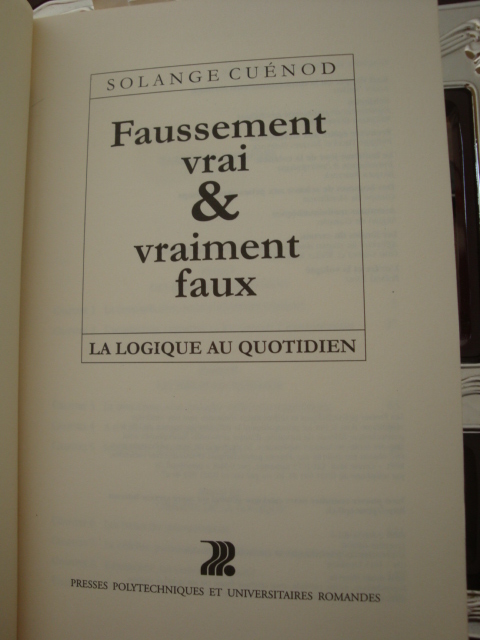 SOLANGE CUÉNOD
Faussement
vrai
&
vraiment
faux
LA LOGIQUE AU QUOTIDIEN
PRESSES POLYTECHNIQUES ET UNIVERSITAIRES ROMANDES